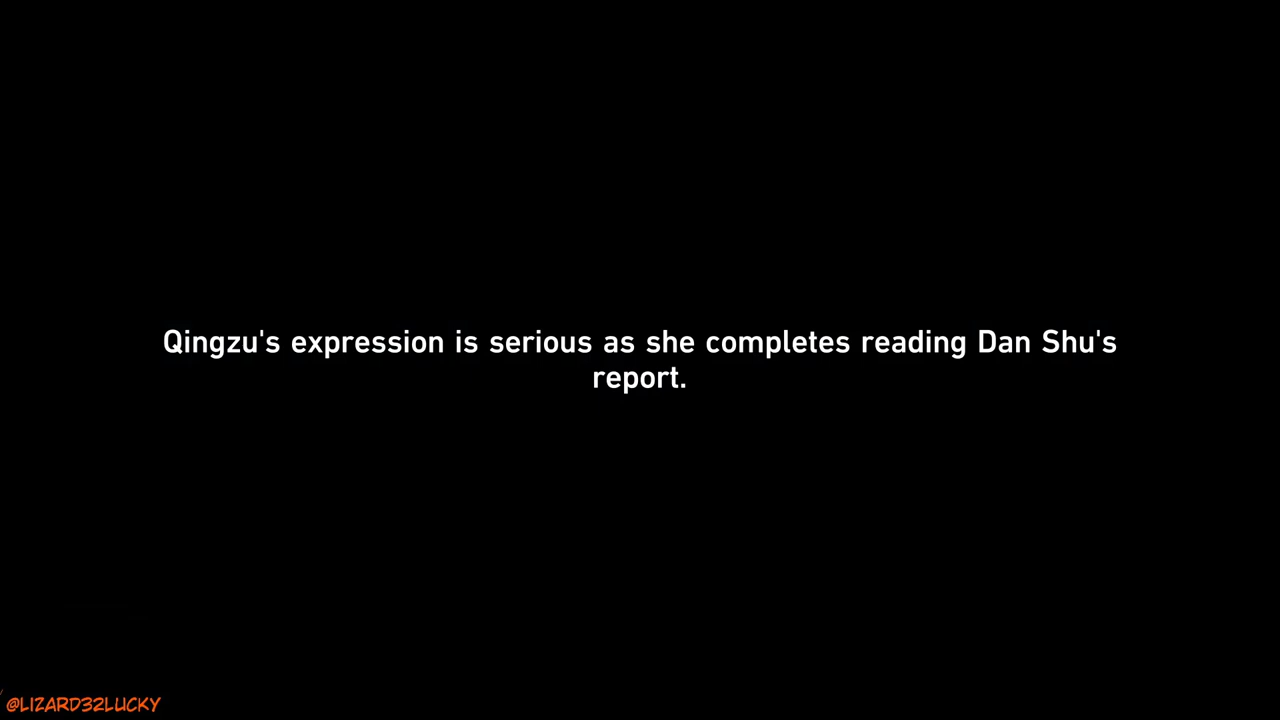 Qingzu's expression is serious as she completes reading Dan Shu's
report.
@LIZARD32LUCKY